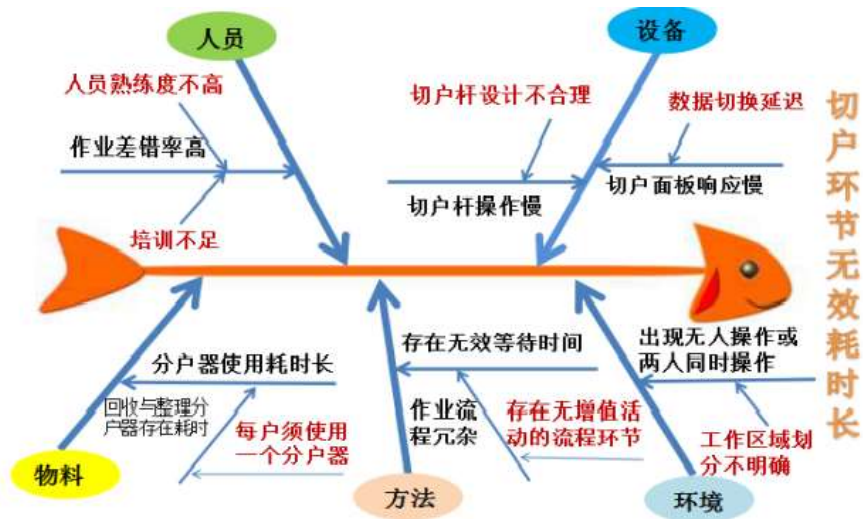 人员
设备
人员熟练度不高
切户杆设计不合理
数据切换延迟
作业差错率高
切户杆操作慢
切户面板响应慢
培训不足
切户环节无效耗时长
分户器使用耗时长
回收与整理分
户器存在耗时
每户须使用
一个分户器
存在无效等待时间
作业流
程冗杂
存在无增值活
动的流程环节
出现无人操作或
两人同时操作
工作区域划
分不明确
物料
方法
环境